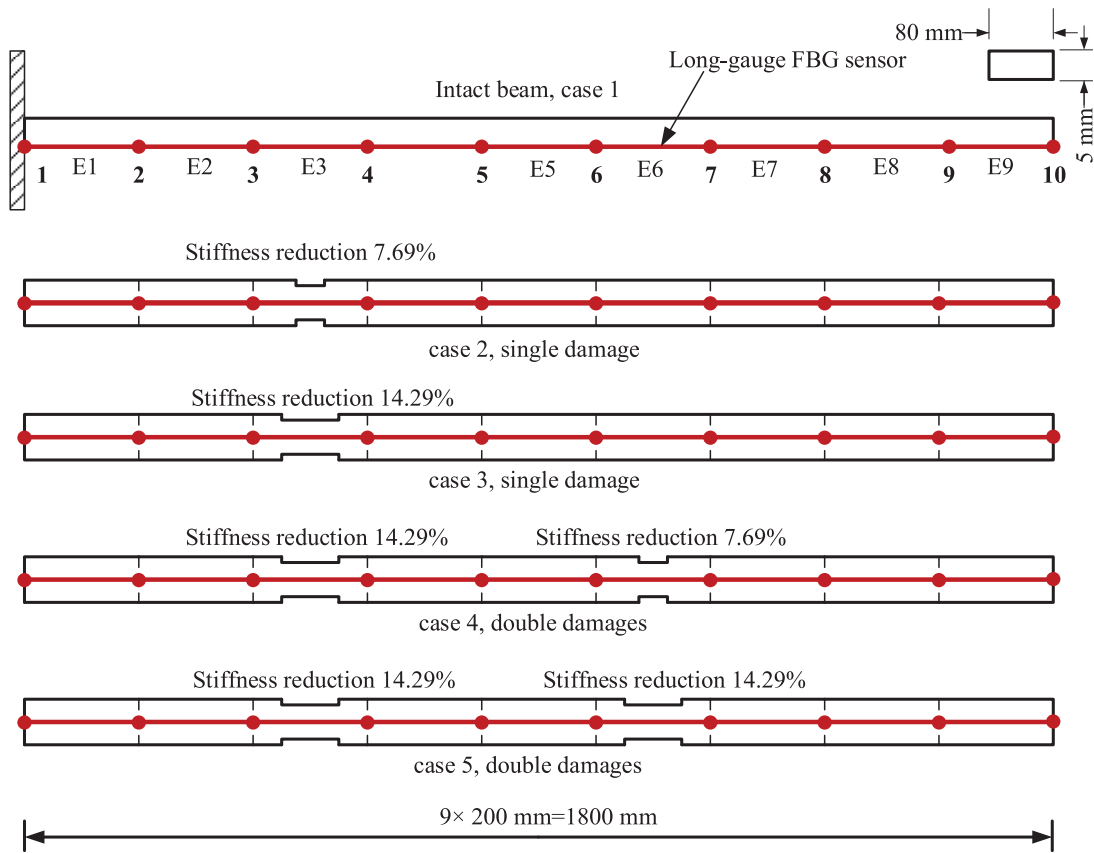 80 mm
Long-gauge FBG sensor
Intact beam, case 1
5 mm
E1 E2 E3 E5 E6 E7 E8 E9
1 2 3 4 5 6 7 8 9 10
Stiffness reduction 7.69%
case 2, single damage
Stiffness reduction 14.29%
case 3, single damage
Stiffness reduction 14.29% Stiffness reduction 7.69%
case 4, double damages
Stiffness reduction 14.29% Stiffness reduction 14.29%
case 5, double damages
9× 200 mm=1800 mm